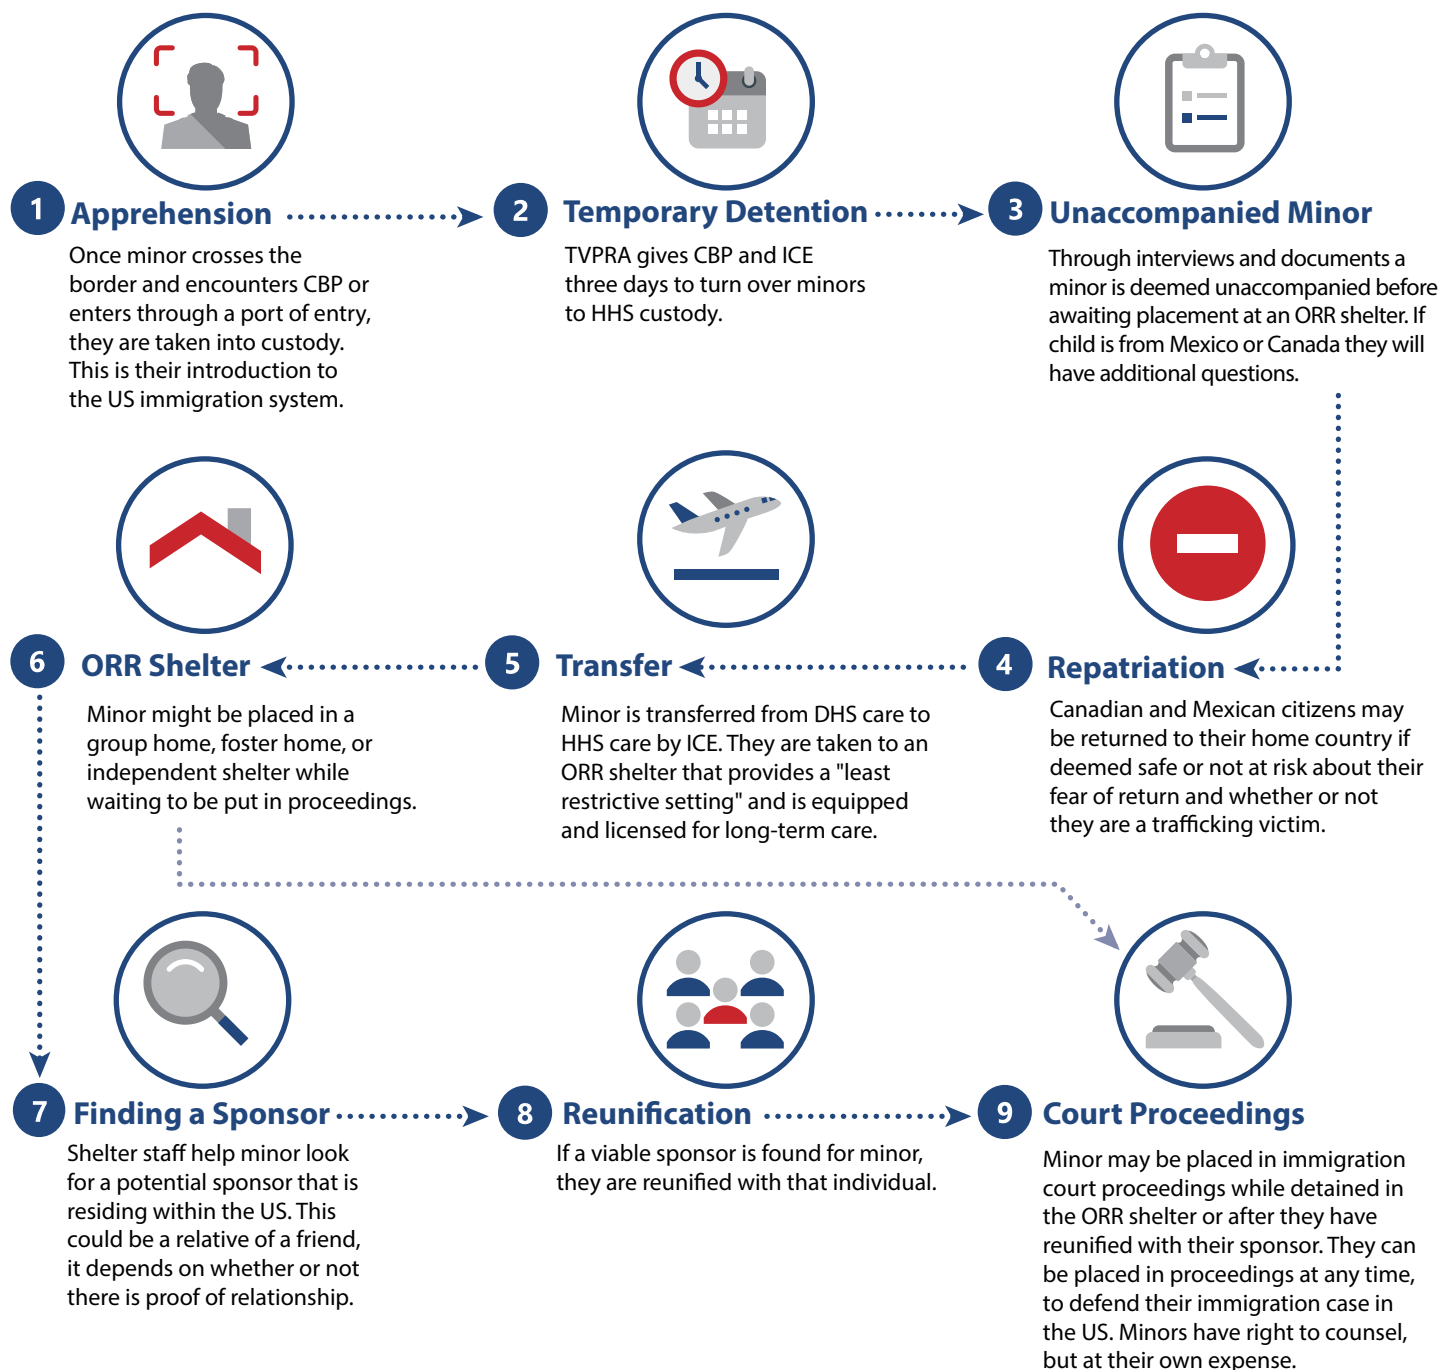 1 Apprehension
Once minor crosses the
border and encounters CBP or
enters through a port of entry,
they are taken into custody.
This is their introduction to
the US immigration system.
2 Temporary Detention
TVPRA gives CBP and ICE
three days to turn over minors
to HHS custody.
3 Unaccompanied Minor
Through interviews and documents a
minor is deemed unaccompanied before
awaiting placement at an ORR shelter. If
child is from Mexico or Canada they will
have additional questions.
4 Repatriation
Canadian and Mexican citizens may
be returned to their home country if
deemed safe or not at risk about their
fear of return and whether or not
they are a trafficking victim.
5 Transfer
Minor is transferred from DHS care to
HHS care by ICE. They are taken to an
ORR shelter that provides a "least
restrictive setting" and is equipped
and licensed for long-term care.
6 ORR Shelter
Minor might be placed in a
group home, foster home, or
independent shelter while
waiting to be put in proceedings.
7 Finding a Sponsor
Shelter staff help minor look
for a potential sponsor that is
residing within the US. This
could be a relative of a friend,
it depends on whether or not
there is proof of relationship.
8 Reunification
If a viable sponsor is found for minor,
they are reunified with that individual.
9 Court Proceedings
Minor may be placed in immigration
court proceedings while detained in
the ORR shelter or after they have
reunified with their sponsor. They can
be placed in proceedings at any time,
to defend their immigration case in
the US. Minors have right to counsel,
but at their own expense.